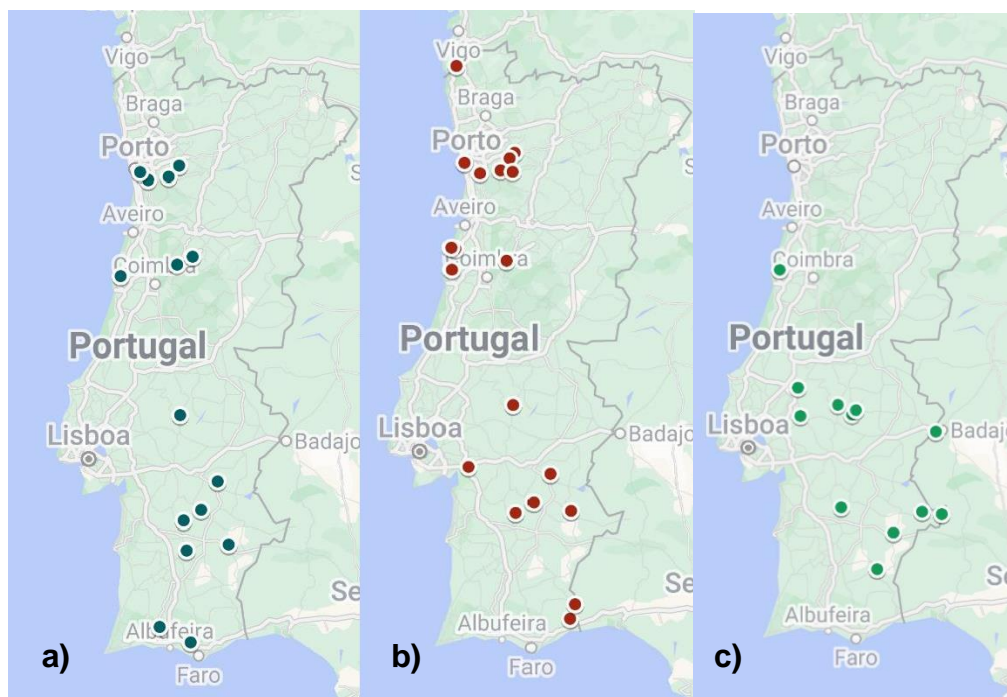 Vigo
Braga
Porto
Aveiro
Coimbra
Portugal
Lisboa
Badajo
Se
Albufeira
Faro
a)
Vigo
Braga
Porto
Aveiro
Coimbra
Portugal
Lisboa
Badajo
Se
Albufeira
Faro
b)
Vigo
Braga
Porto
Aveiro
Coimbra
Portugal
Lisboa
Badajo
Se
Albufeira
Faro
c)